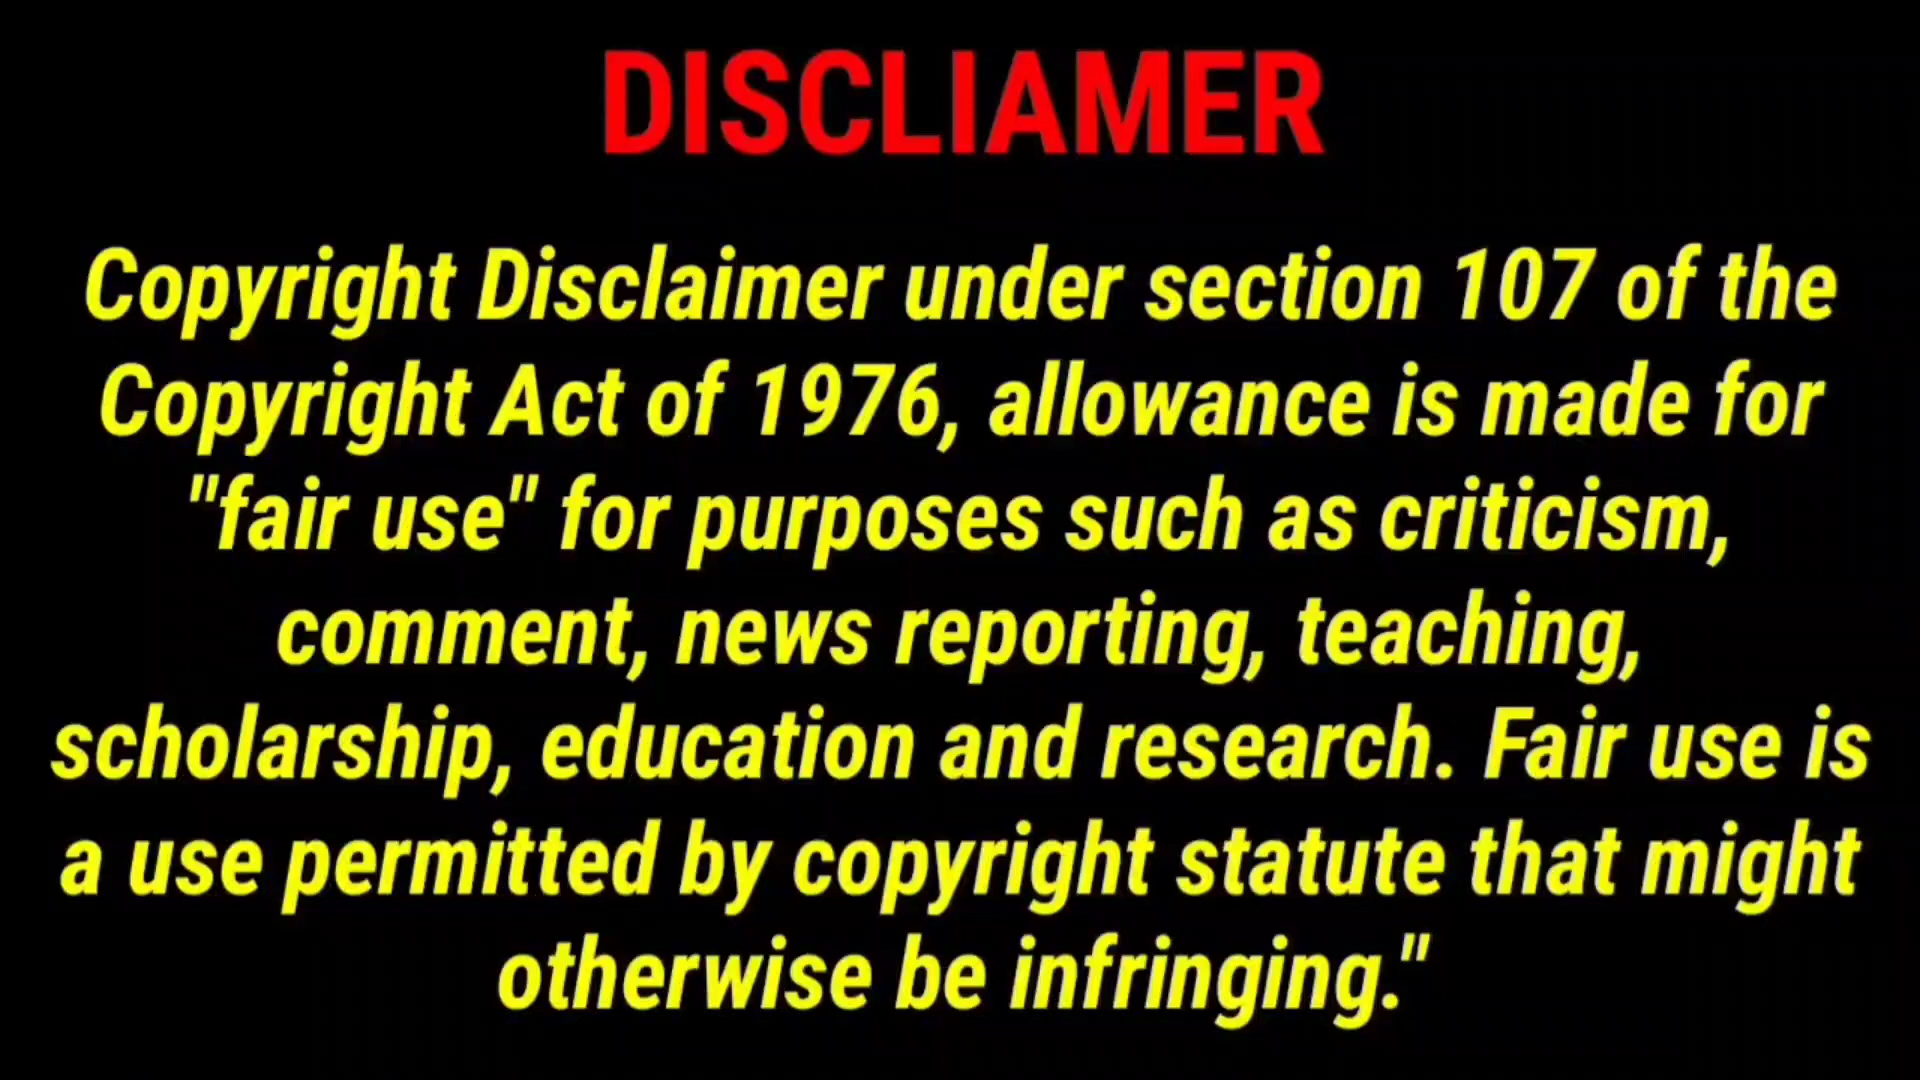 DISCLIAMER
Copyright Disclaimer under section 107 of the
Copyright Act of 1976, allowance is made for
"fair use" for purposes such as criticism,
comment, news reporting, teaching,
scholarship, education and research. Fair use is
a use permitted by copyright statute that might
otherwise be infringing."